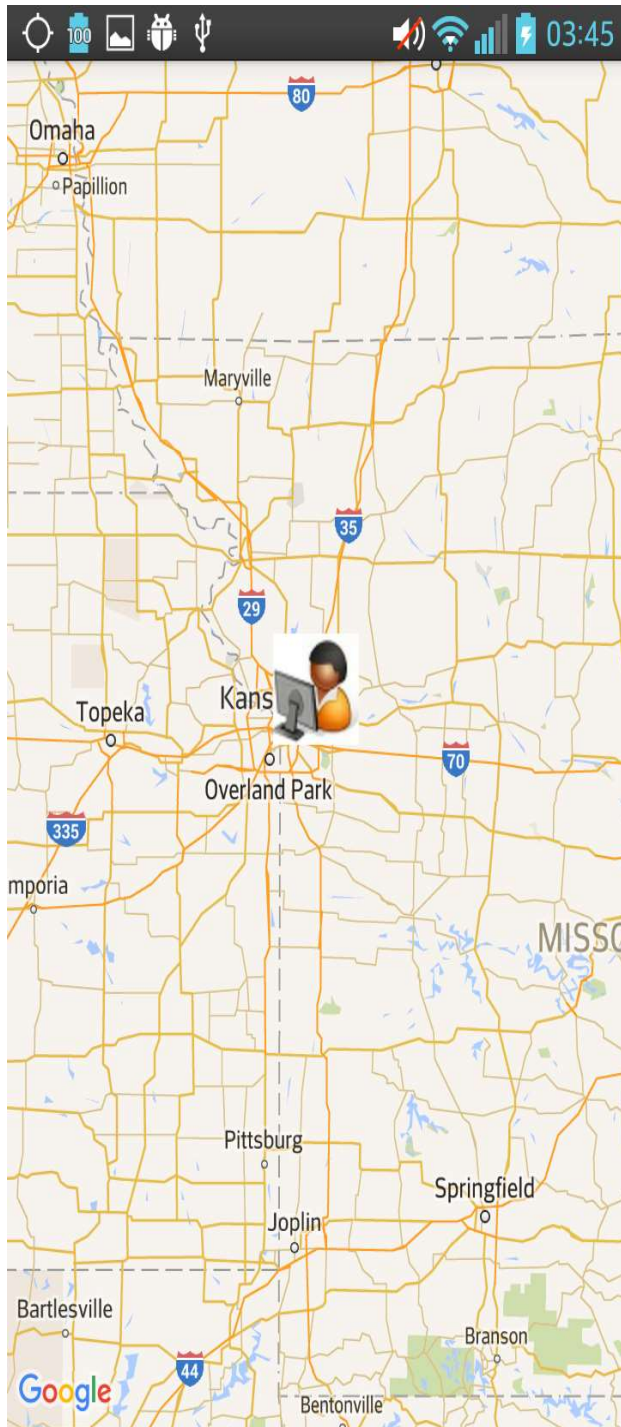 100
03:45
80
Omaha
Papillion
Maryville
35
29
Kans
Topeka
70
Overland Park
335
mporia
MISSO
Pittsburg
Springfield
Joplin
Bartlesville
Branson
44
Google
Bentonville